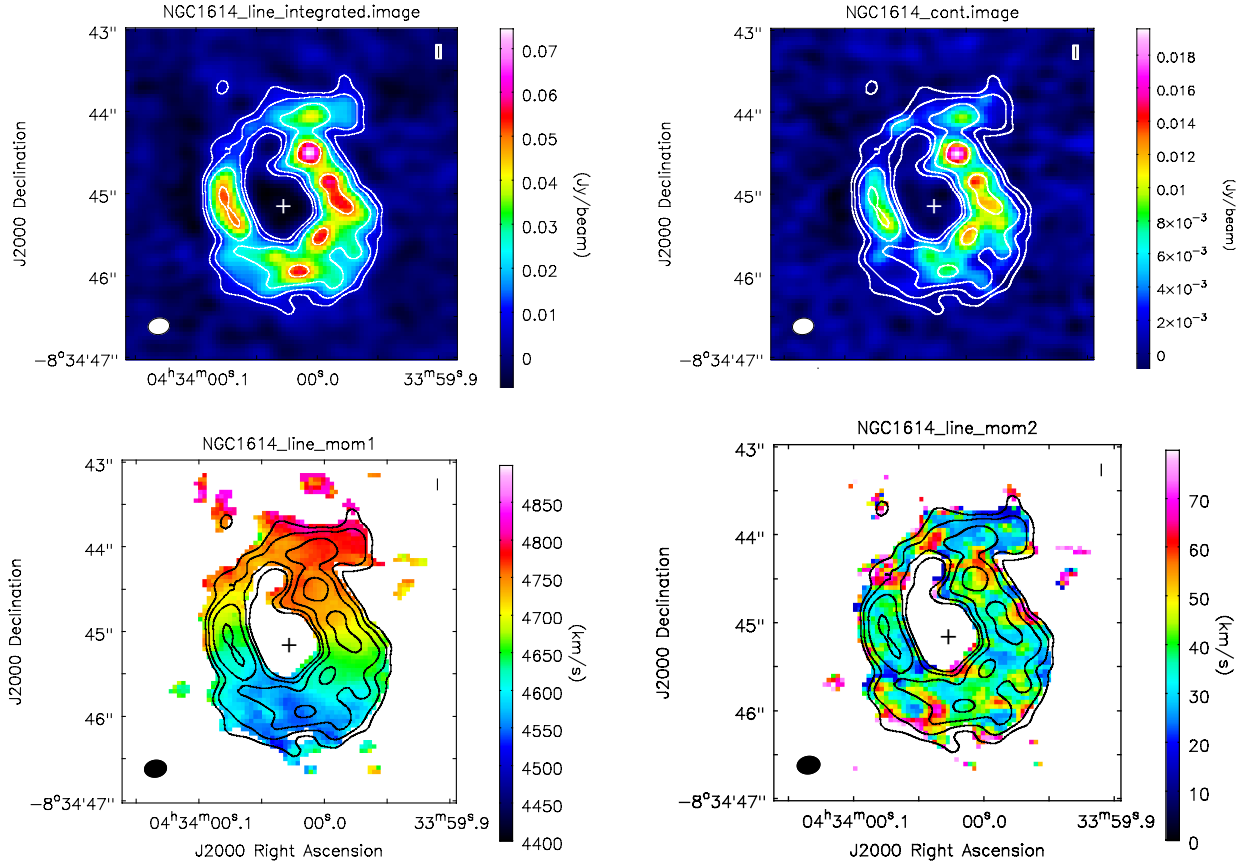 NGC1614_line_integrated.image
J2000 Declination
43"
44"
45"
46"
−8°34'47"
04ʰ34ᵐ00ˢ.1
00ˢ.0
33ᵐ59ˢ.9
0.07
0.06
0.05
0.04
0.03
0.02
0.01
0
(Jy/beam)
NGC1614_cont.image
J2000 Declination
43"
44"
45"
46"
−8°34'47"
0.018
0.016
0.014
0.012
0.01
8×10⁻³
6×10⁻³
4×10⁻³
2×10⁻³
0
(Jy/beam)
NGC1614_line_mom1
J2000 Declination
43"
44"
45"
46"
−8°34'47"
04ʰ34ᵐ00ˢ.1
00ˢ.0
33ᵐ59ˢ.9
J2000 Right Ascension
4850
4800
4750
4700
4650
4600
4550
4500
4450
4400
(km/s)
NGC1614_line_mom2
J2000 Declination
43"
44"
45"
46"
−8°34'47"
04ʰ34ᵐ00ˢ.1
00ˢ.0
33ᵐ59ˢ.9
J2000 Right Ascension
70
60
50
40
30
20
10
0
(km/s)